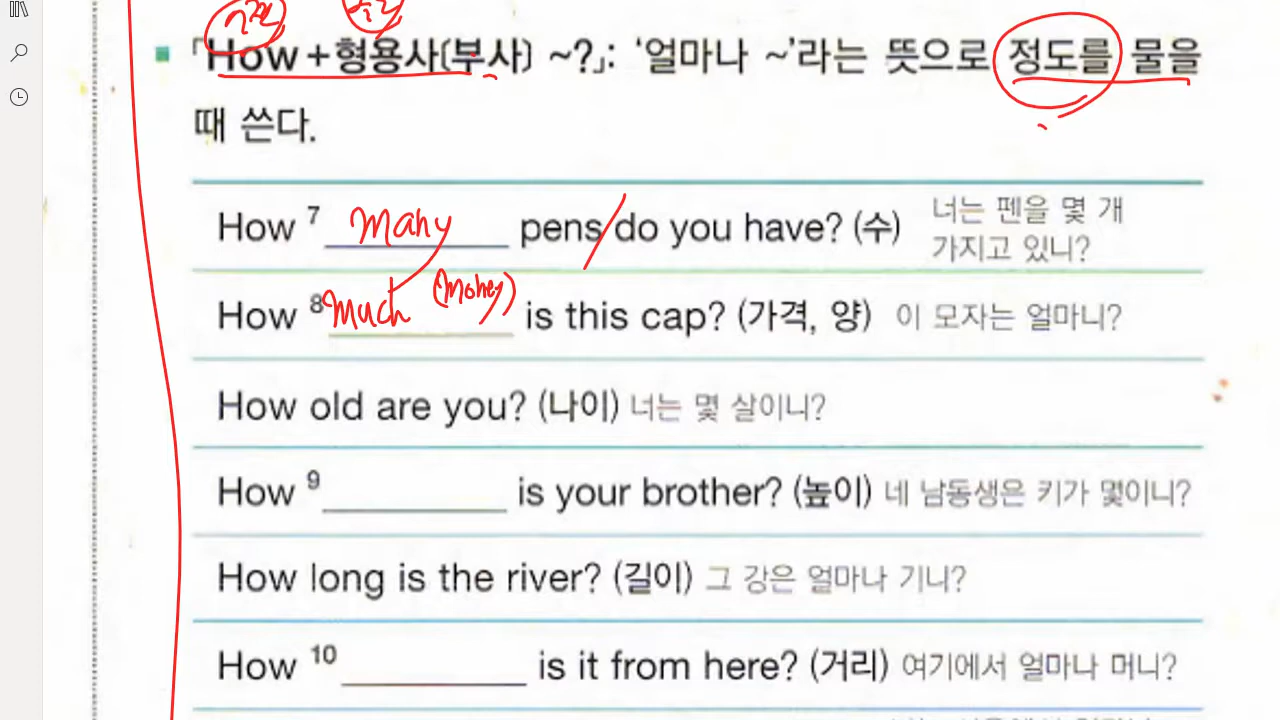 「How + 형용사(부사) ~?」: ‘얼마나 ~’라는 뜻으로 정도를 물을
때 쓴다.
How 7 Many pens/do you have? (수) 너는 펜을 몇 개
가지고 있니?
How 8 Much (Money) is this cap? (가격, 양) 이 모자는 얼마니?
How old are you? (나이) 너는 몇 살이니?
How 9 ________ is your brother? (높이) 네 남동생은 키가 몇이니?
How long is the river? (길이) 그 강은 얼마나 기니?
How 10 ________ is it from here? (거리) 여기에서 얼마나 머니?